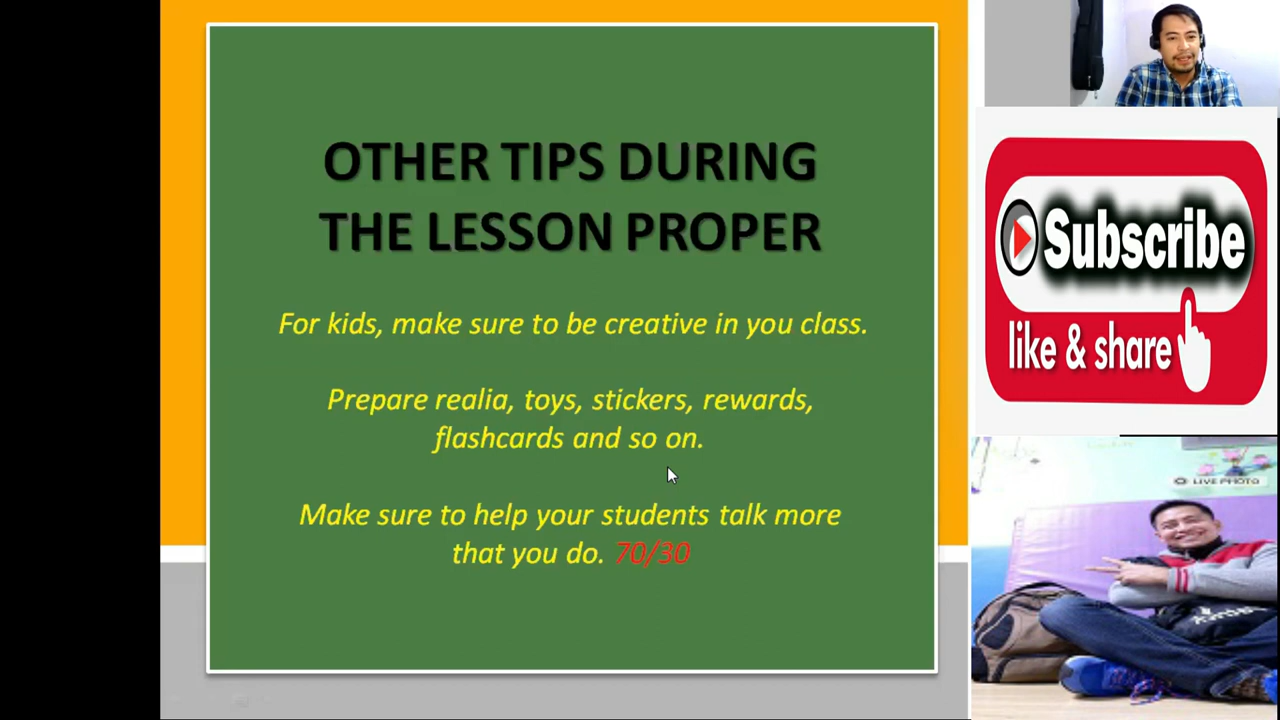 OTHER TIPS DURING
THE LESSON PROPER
For kids, make sure to be creative in you class.
Prepare realia, toys, stickers, rewards,
flashcards and so on.
Make sure to help your students talk more
that you do. 70/30
Subscribe
like & share
LIVE PHOTO